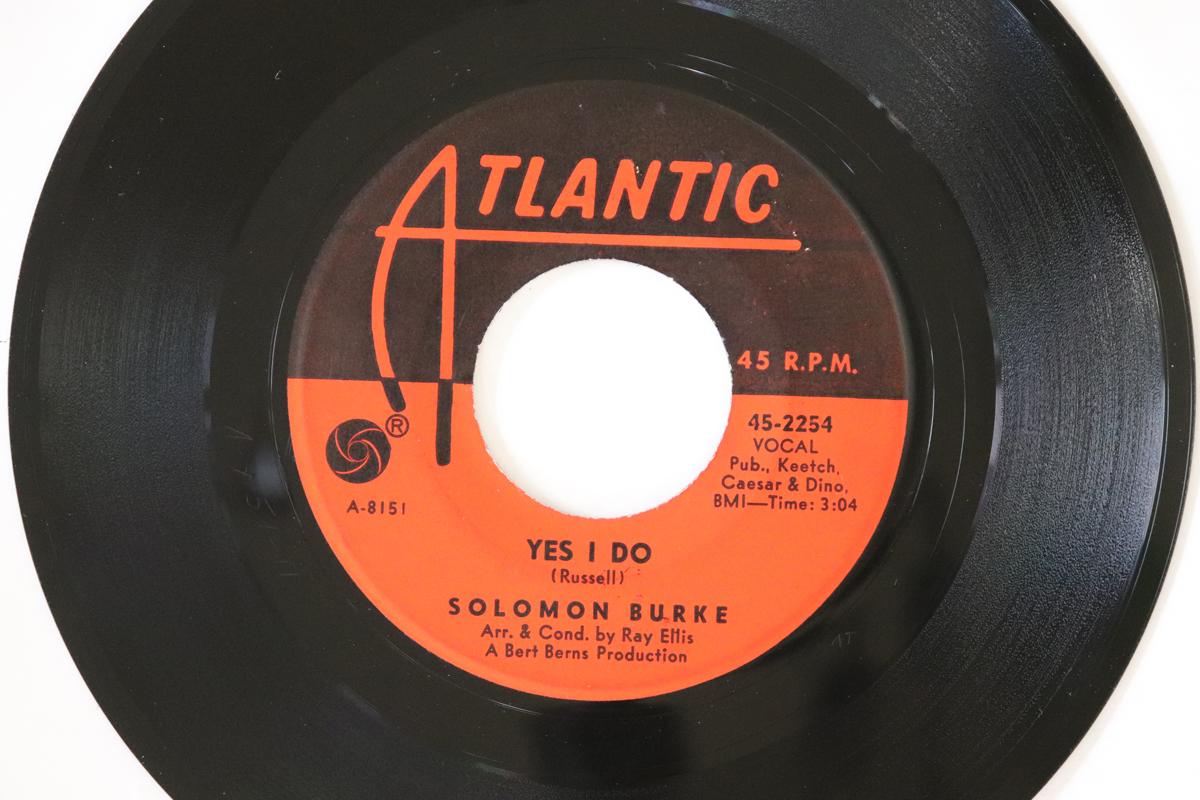 ATLANTIC
45 R.P.M.
®
A-8151
45-2254
VOCAL
Pub., Keetch,
Caesar & Dino,
BMI—Time: 3:04
YES I DO
(Russell)
SOLOMON BURKE
Arr. & Cond. by Ray Ellis
A Bert Berns Production
AT